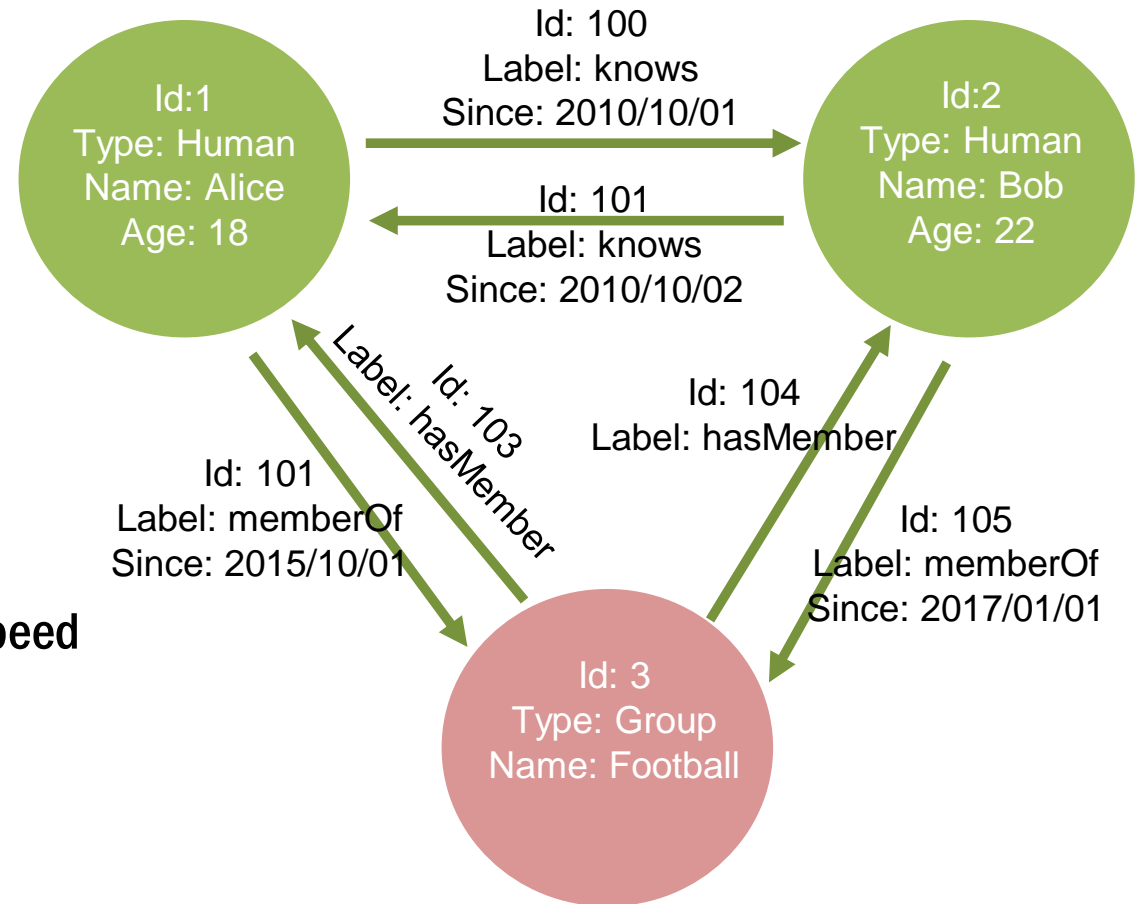 Id: 100
Label: knows
Since: 2010/10/01
Id:1
Type: Human
Name: Alice
Age: 18
Id:2
Type: Human
Name: Bob
Age: 22
Id: 101
Label: knows
Since: 2010/10/02
Id: 103
Label: hasMember
Id: 104
Label: hasMember
Id: 101
Label: memberOf
Since: 2015/10/01
Id: 105
Label: memberOf
Since: 2017/01/01
Id: 3
Type: Group
Name: Football